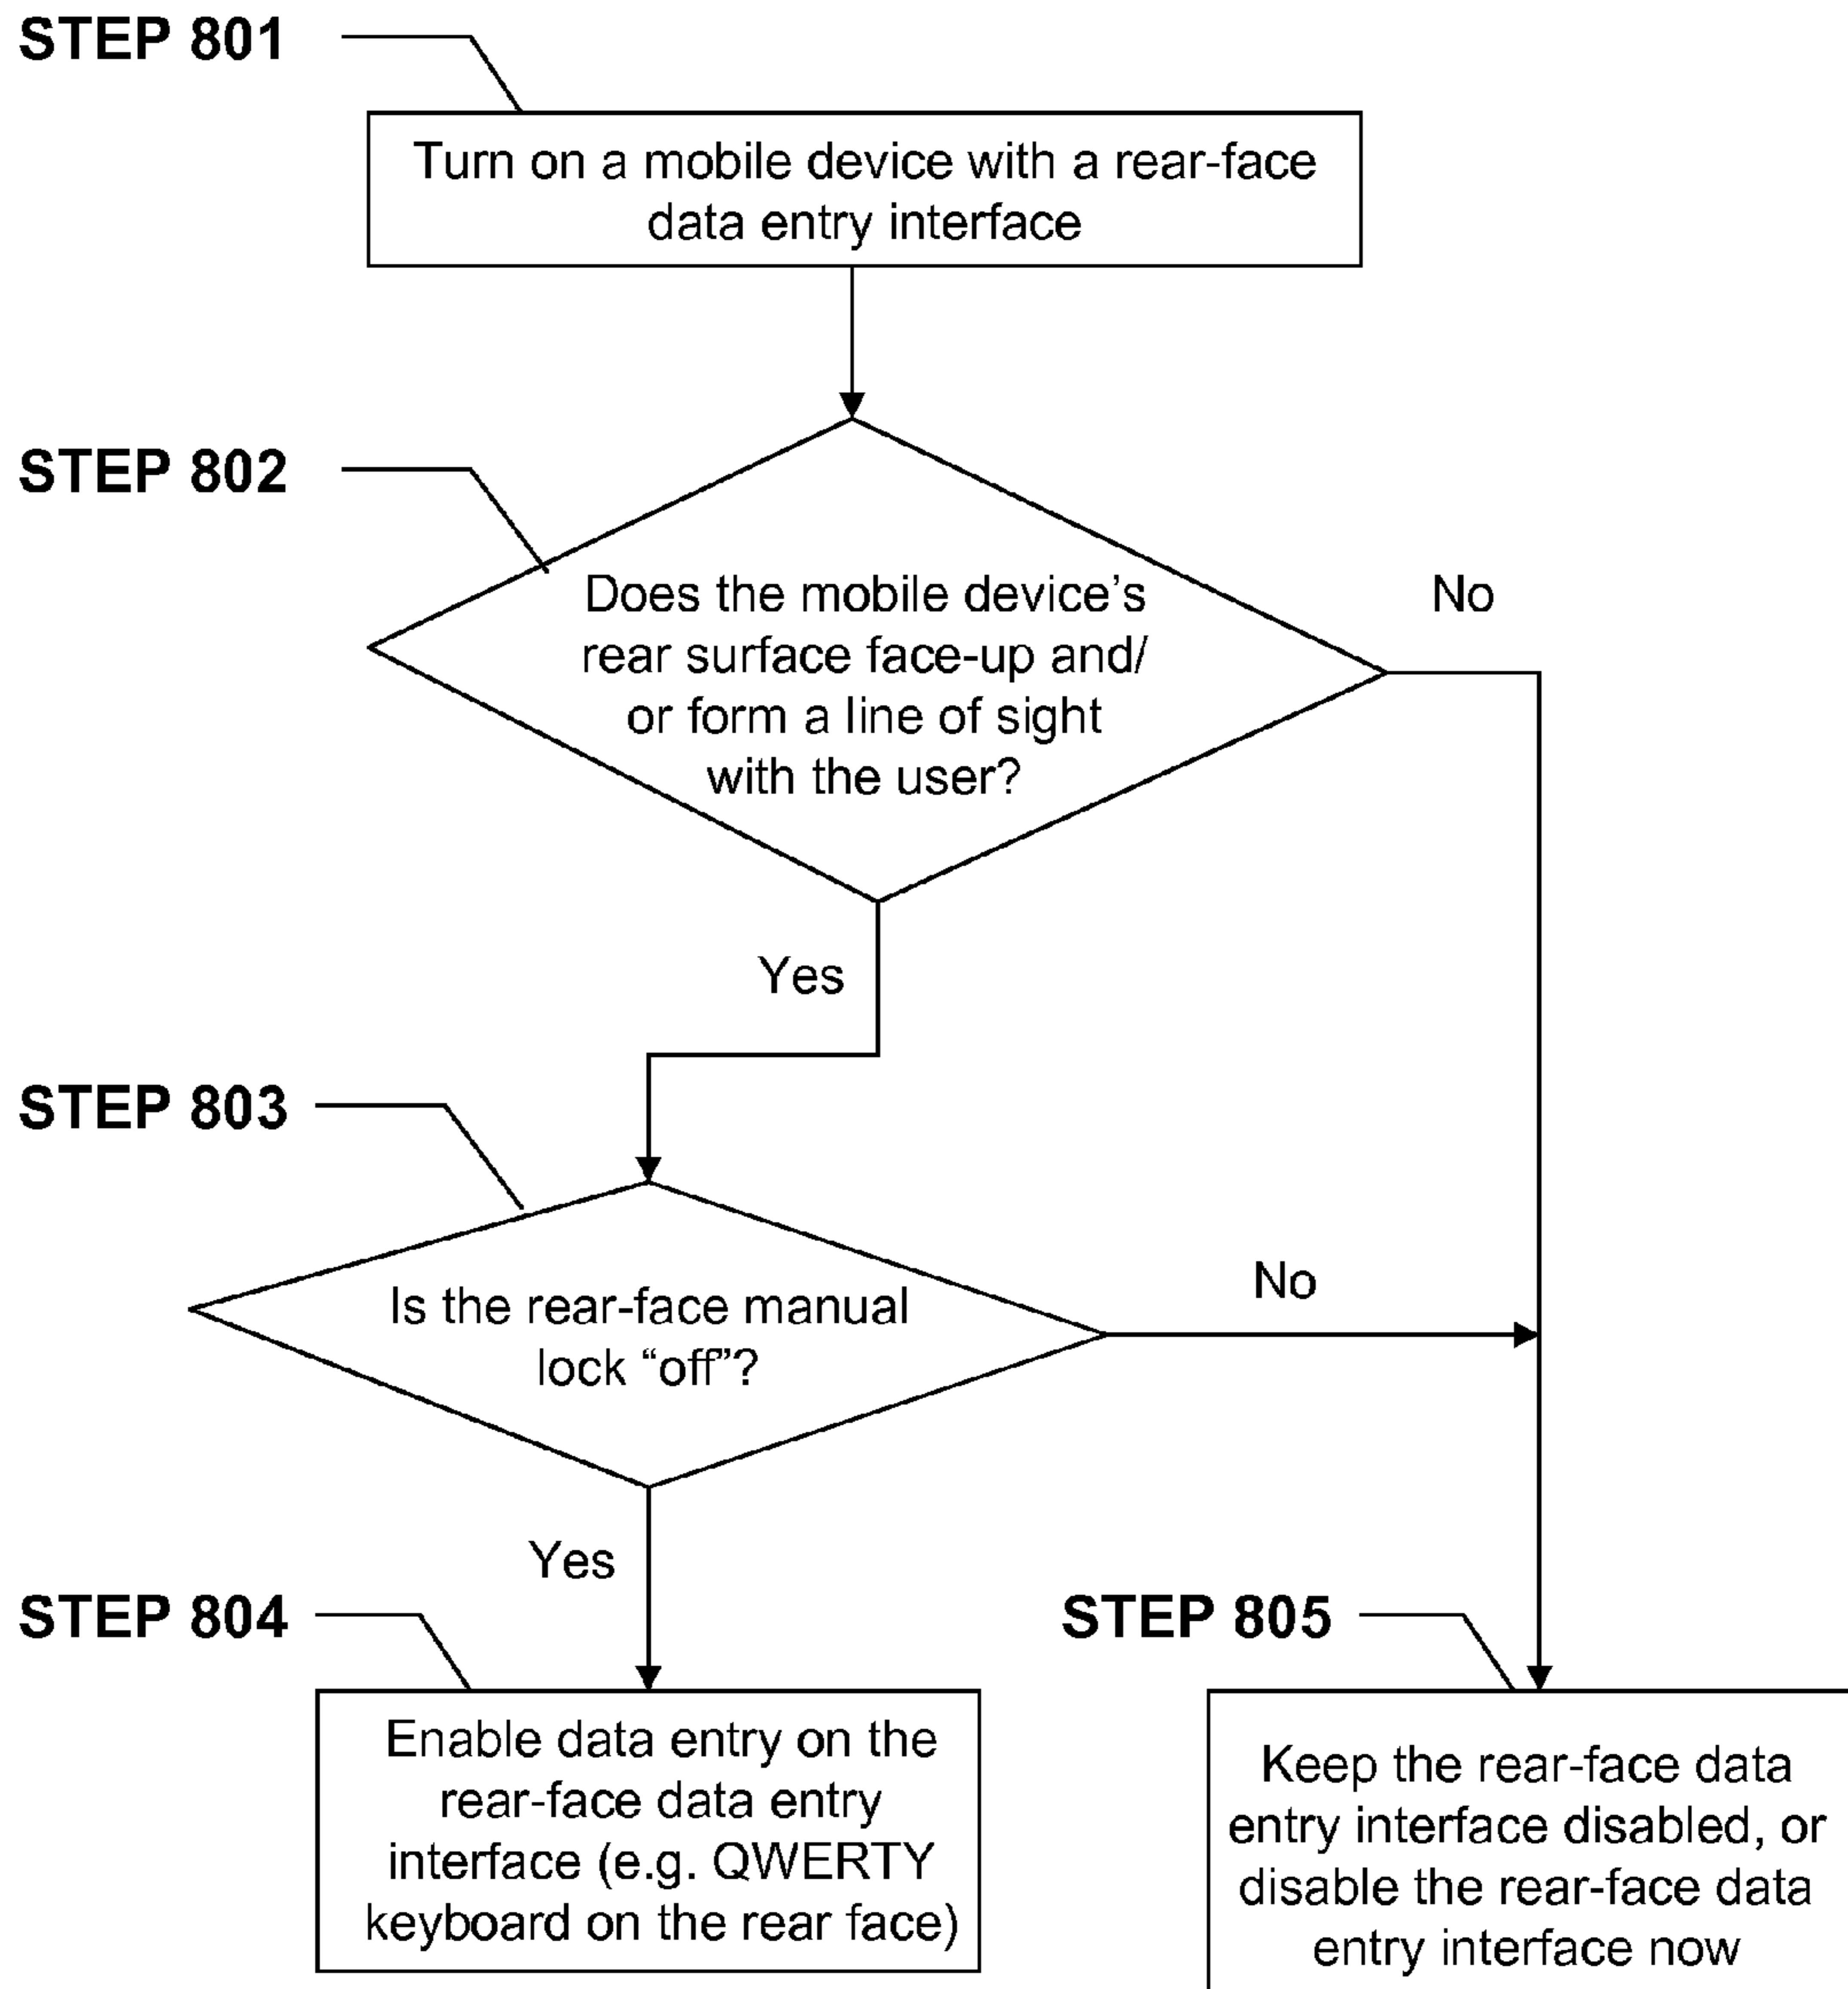 STEP 801
Turn on a mobile device with a rear-face
data entry interface
STEP 802
Does the mobile device’s
rear surface face-up and/
or form a line of sight
with the user?
No
Yes
STEP 803
Is the rear-face manual
lock “off”?
No
Yes
STEP 804
Enable data entry on the
rear-face data entry
interface (e.g. QWERTY
keyboard on the rear face)
STEP 805
Keep the rear-face data
entry interface disabled, or
disable the rear-face data
entry interface now